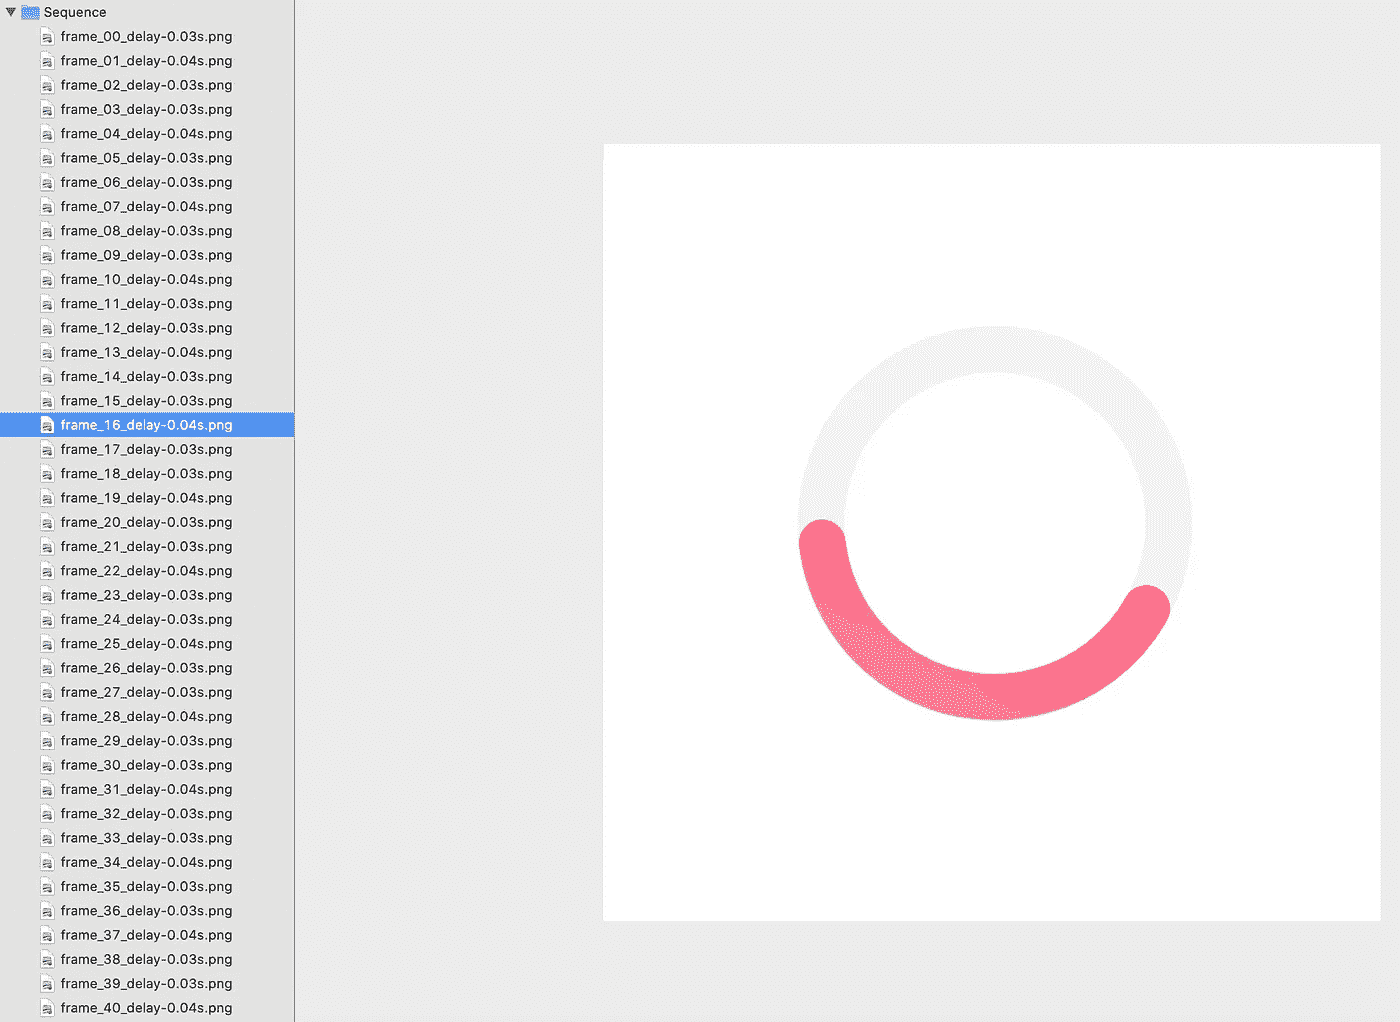 Sequence
frame_00_delay-0.03s.png
frame_01_delay-0.04s.png
frame_02_delay-0.03s.png
frame_03_delay-0.03s.png
frame_04_delay-0.04s.png
frame_05_delay-0.03s.png
frame_06_delay-0.03s.png
frame_07_delay-0.04s.png
frame_08_delay-0.03s.png
frame_09_delay-0.03s.png
frame_10_delay-0.04s.png
frame_11_delay-0.03s.png
frame_12_delay-0.03s.png
frame_13_delay-0.04s.png
frame_14_delay-0.03s.png
frame_15_delay-0.03s.png
frame_16_delay-0.04s.png
frame_17_delay-0.03s.png
frame_18_delay-0.03s.png
frame_19_delay-0.04s.png
frame_20_delay-0.03s.png
frame_21_delay-0.03s.png
frame_22_delay-0.04s.png
frame_23_delay-0.03s.png
frame_24_delay-0.03s.png
frame_25_delay-0.04s.png
frame_26_delay-0.03s.png
frame_27_delay-0.03s.png
frame_28_delay-0.04s.png
frame_29_delay-0.03s.png
frame_30_delay-0.03s.png
frame_31_delay-0.04s.png
frame_32_delay-0.03s.png
frame_33_delay-0.03s.png
frame_34_delay-0.04s.png
frame_35_delay-0.03s.png
frame_36_delay-0.03s.png
frame_37_delay-0.04s.png
frame_38_delay-0.03s.png
frame_39_delay-0.03s.png
frame_40_delay-0.04s.png